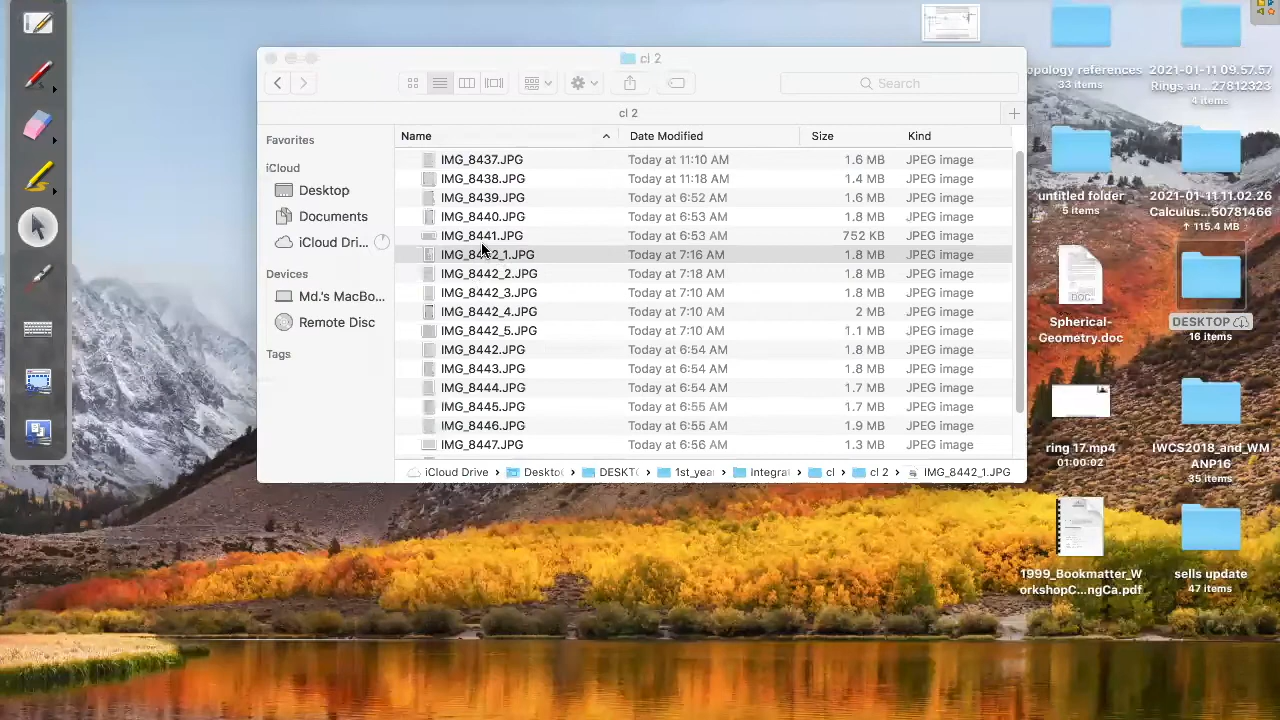 cl 2
Search
cl 2
Favorites
iCloud
Desktop
Documents
iCloud Dri...
Devices
Md.'s MacBo...
Remote Disc
Tags
Name Date Modified Size Kind
IMG_8437.JPG Today at 11:10 AM 1.6 MB JPEG image
IMG_8438.JPG Today at 11:18 AM 1.4 MB JPEG image
IMG_8439.JPG Today at 6:52 AM 1.6 MB JPEG image
IMG_8440.JPG Today at 6:53 AM 1.8 MB JPEG image
IMG_8441.JPG Today at 6:53 AM 752 KB JPEG image
IMG_8442_1.JPG Today at 7:16 AM 1.8 MB JPEG image
IMG_8442_2.JPG Today at 7:18 AM 1.8 MB JPEG image
IMG_8442_3.JPG Today at 7:10 AM 1.8 MB JPEG image
IMG_8442_4.JPG Today at 7:10 AM 2 MB JPEG image
IMG_8442_5.JPG Today at 7:10 AM 1.1 MB JPEG image
IMG_8442.JPG Today at 6:54 AM 1.8 MB JPEG image
IMG_8443.JPG Today at 6:54 AM 1.8 MB JPEG image
IMG_8444.JPG Today at 6:54 AM 1.7 MB JPEG image
IMG_8445.JPG Today at 6:55 AM 1.7 MB JPEG image
IMG_8446.JPG Today at 6:55 AM 1.9 MB JPEG image
IMG_8447.JPG Today at 6:56 AM 1.3 MB JPEG image
iCloud Drive › Deskto › DESKT › 1st_yea › Integra › cl › cl 2 › IMG_8442_1.JPG
opology references
33 items
2021-01-11 09.57.57
Rings an...27812323
4 items
untitled folder
5 items
2021-01-11 11.02.26
Calculus...50781466
↑ 115.4 MB
DOC
Spherical-
Geometry.doc
DESKTOP
16 items
ring 17.mp4
01:00:02
IWCS2018_and_WM
ANP16
35 items
1999_Bookmatter_W
orkshopC...ngCa.pdf
sells update
47 items